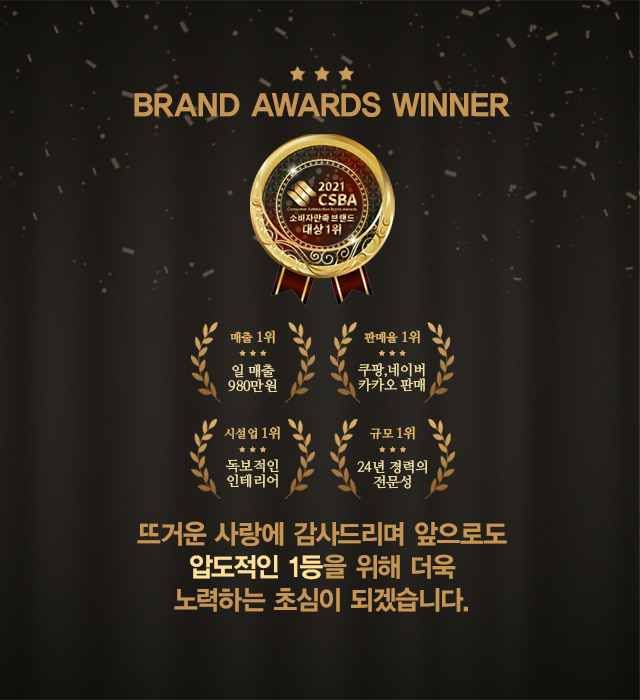 BRAND AWARDS WINNER
2021
CSBA
Consumer Satisfaction Brand Awards
소비자만족 브랜드
대상 1위
매출 1위
일 매출
980만원
판매율 1위
쿠팡,네이버
카카오 판매
시설업 1위
독보적인
인테리어
규모 1위
24년 경력의
전문성
뜨거운 사랑에 감사드리며 앞으로도
압도적인 1등을 위해 더욱
노력하는 초심이 되겠습니다.